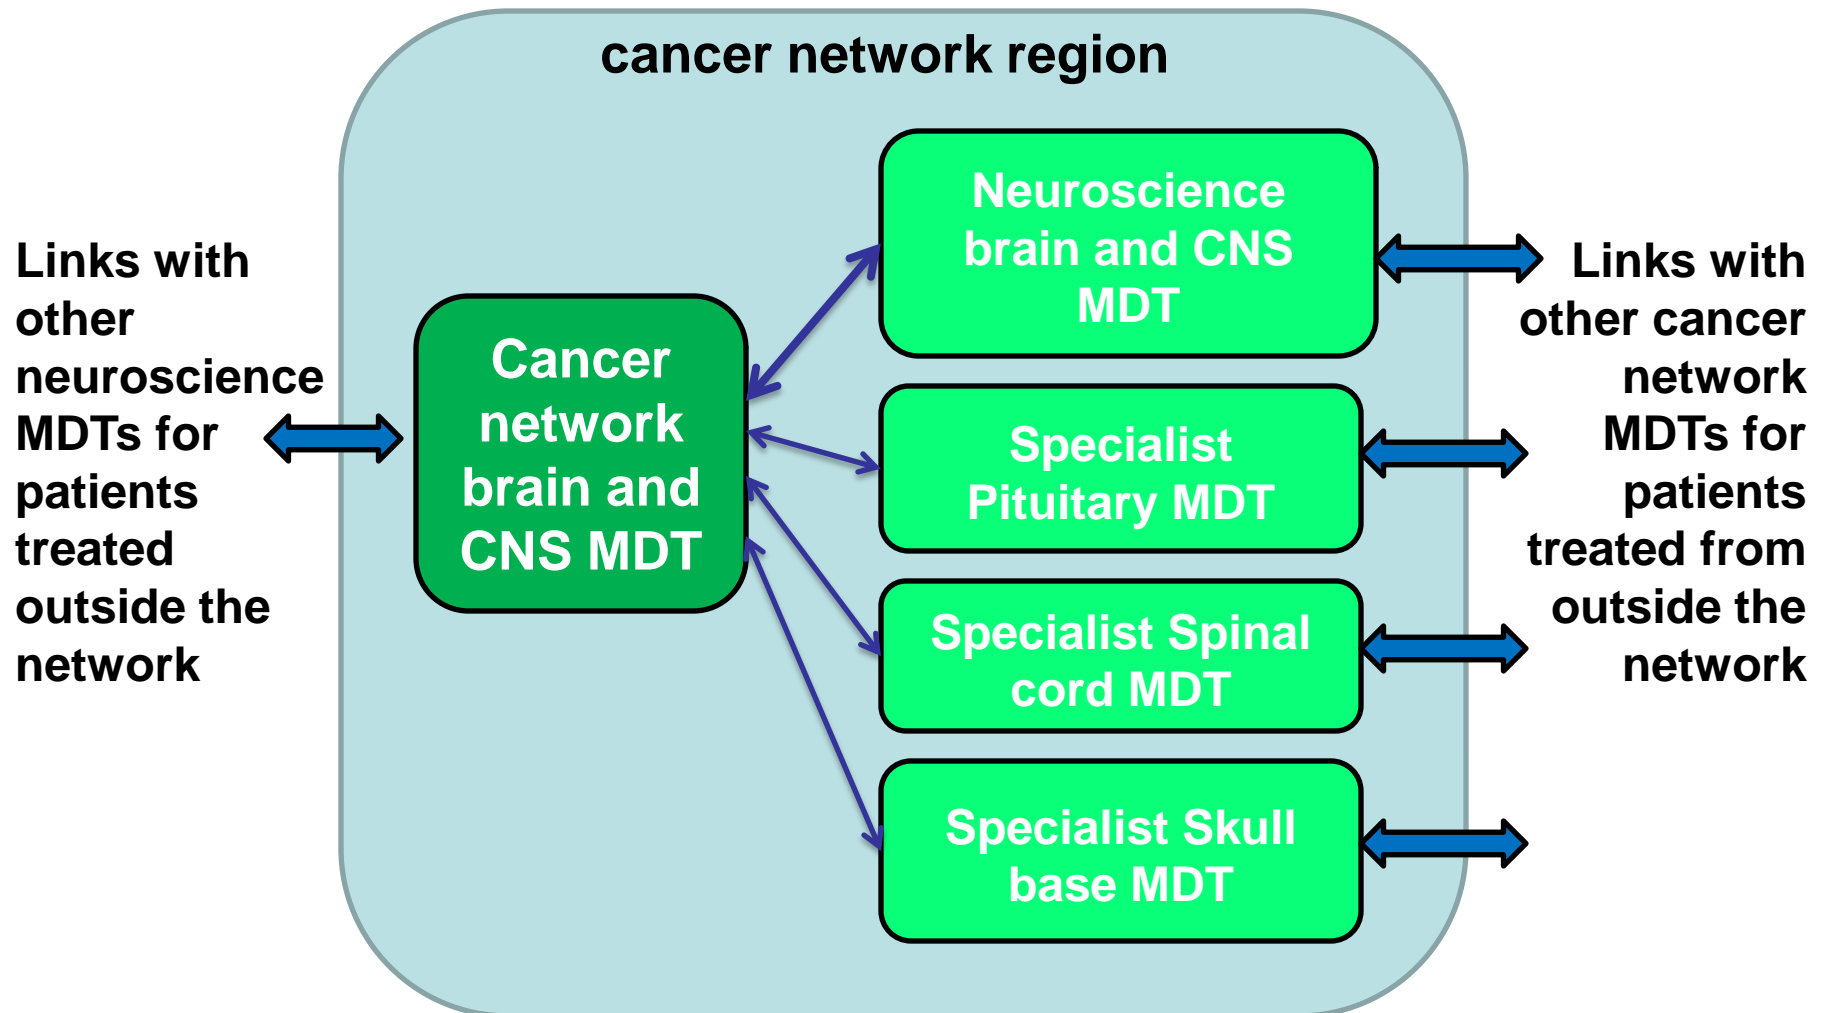 cancer network region
Links with
other
neuroscience
MDTs for
patients
treated
outside the
network
Cancer
network
brain and
CNS MDT
Neuroscience
brain and CNS
MDT
Specialist
Pituitary MDT
Specialist Spinal
cord MDT
Specialist Skull
base MDT
Links with
other cancer
network
MDTs for
patients
treated from
outside the
network